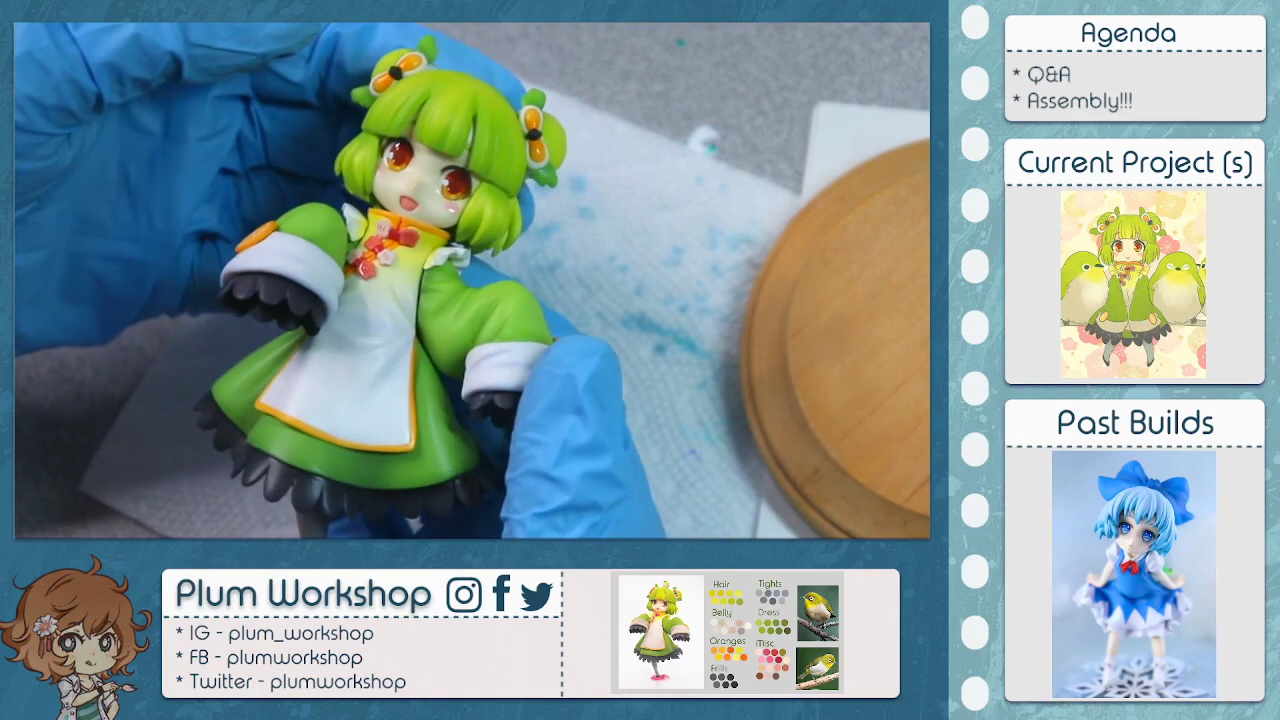 Agenda
* Q&A
* Assembly!!!
Current Project (s)
Past Builds
Plum Workshop
* IG - plum_workshop
* FB - plumworkshop
* Twitter - plumworkshop
Hair
Tights
Belly
Dress
Oranges
Misc.
Frills